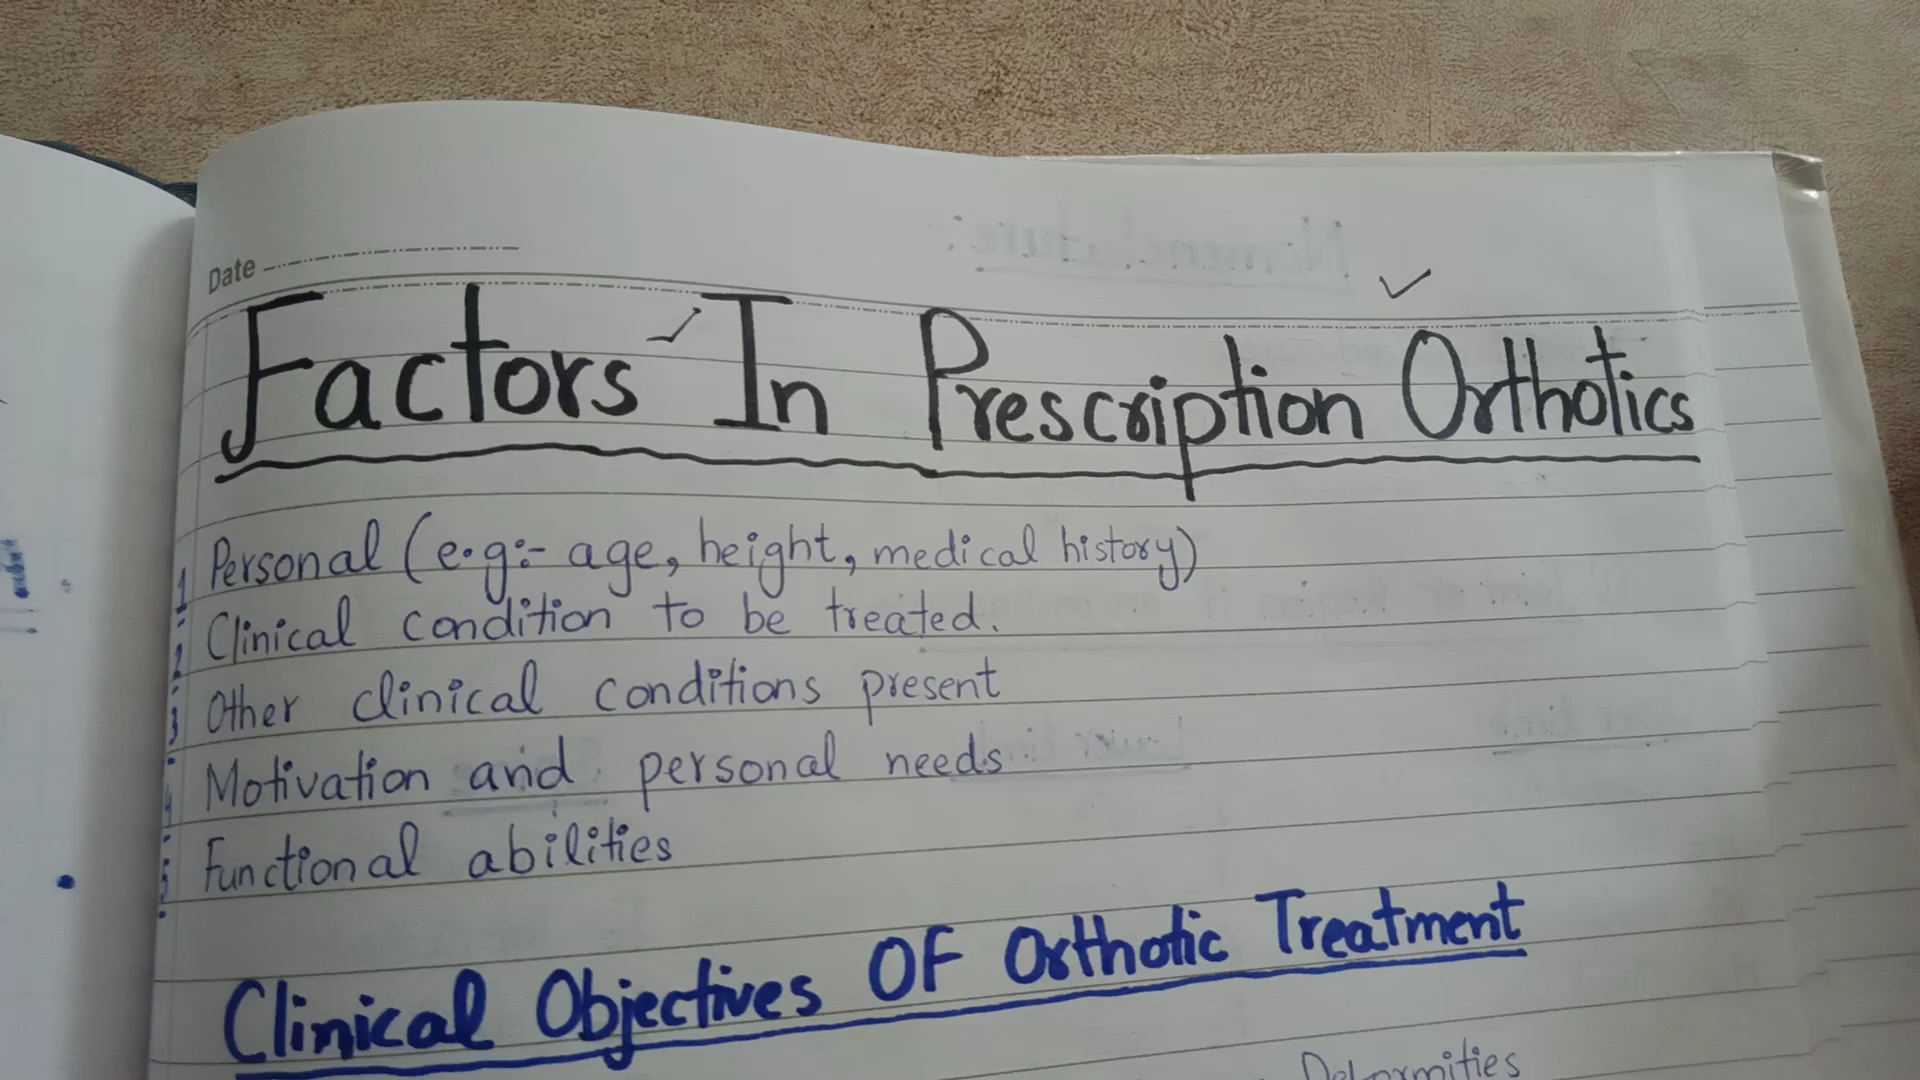 Date
Factors In Prescription Orthotics
1. Personal (e.g:- age, height, medical history)
2. Clinical condition to be treated.
3. Other clinical conditions present
4. Motivation and personal needs
5. Functional abilities
Clinical Objectives OF Orthotic Treatment
Deformities